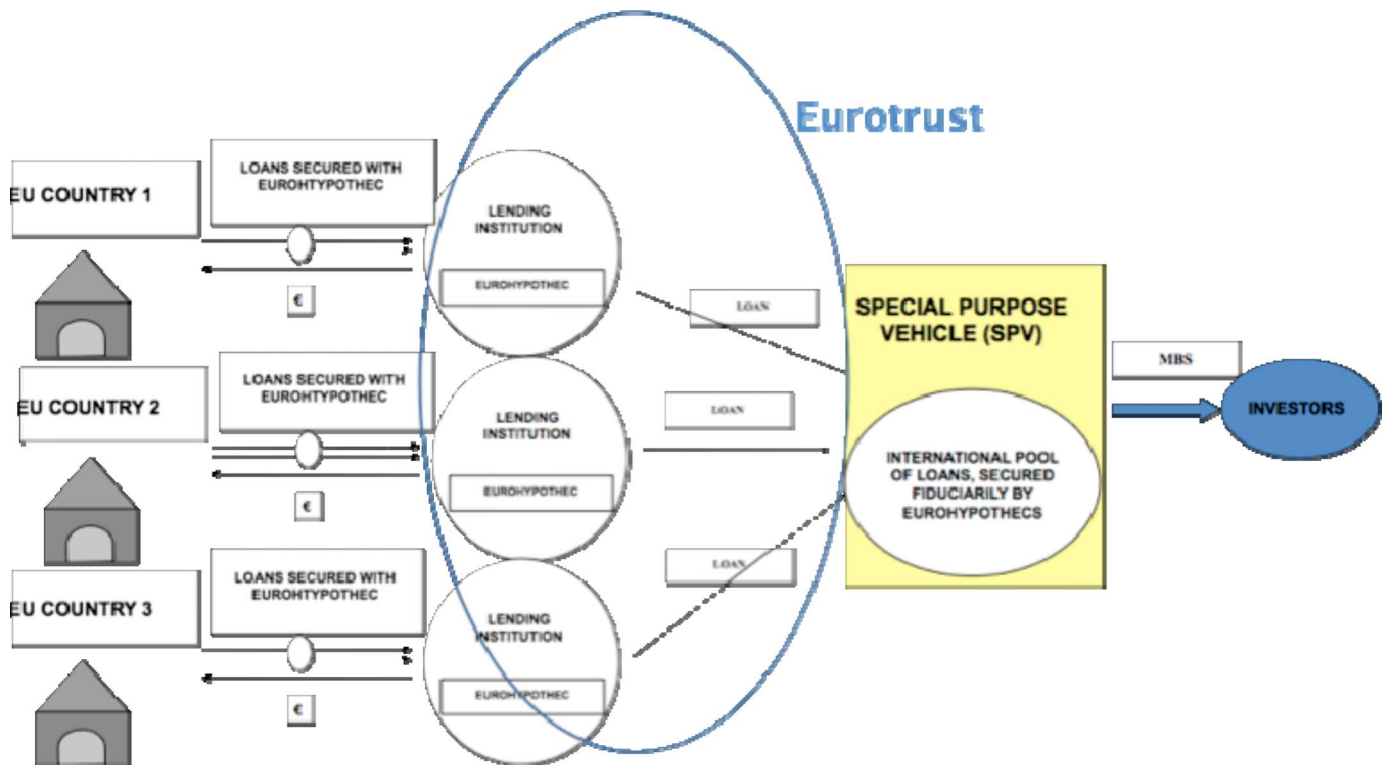 Eurotrust
EU COUNTRY 1
LOANS SECURED WITH
EUROHTYPOTHEC
€
LENDING
INSTITUTION
EUROHYPOTHEC
LOAN
EU COUNTRY 2
LOANS SECURED WITH
EUROHTYPOTHEC
€
LENDING
INSTITUTION
EUROHYPOTHEC
LOAN
EU COUNTRY 3
LOANS SECURED WITH
EUROHTYPOTHEC
€
LENDING
INSTITUTION
EUROHYPOTHEC
LOAN
SPECIAL PURPOSE
VEHICLE (SPV)
INTERNATIONAL POOL
OF LOANS, SECURED
FIDUCIARILY BY
EUROHYPOTHECS
MBS
INVESTORS